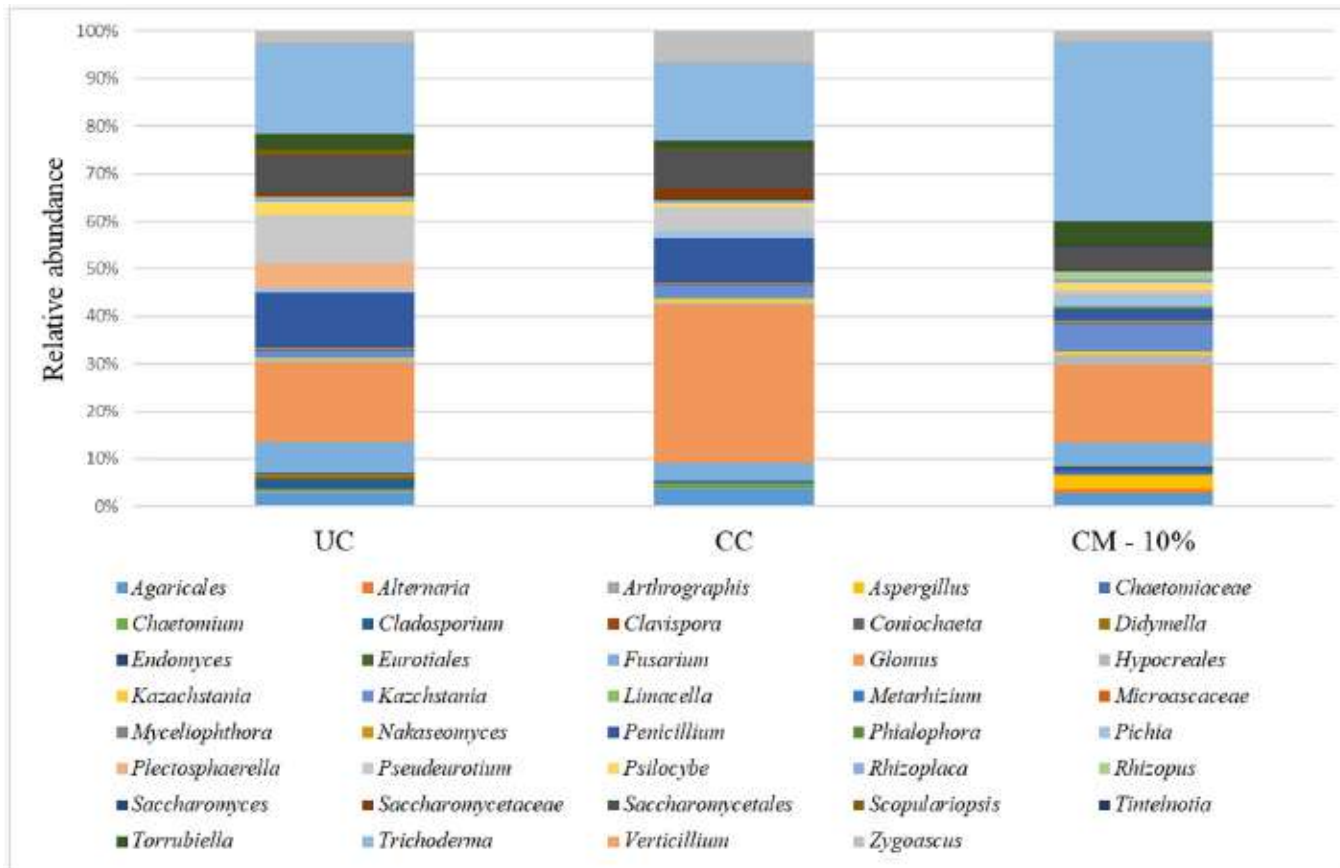 100%
90%
80%
70%
60%
50%
40%
30%
20%
10%
0%
Relative abundance
UC CC CM - 10%
Agaricales Alternaria Arthrographis Aspergillus Chaetomiaceae
Chaetomium Cladosporium Clavispora Coniochaeta Didymella
Endomyces Eurotiales Fusarium Glomus Hypocreales
Kazachstania Kazchstania Limacella Metarhizium Microascaceae
Myceliophthora Nakaseomyces Penicillium Phialophora Pichia
Plectosphaerella Pseudeurotium Psilocybe Rhizoplaca Rhizopus
Saccharomyces Saccharomycetaceae Saccharomycetales Scopulariopsis Tintelnotia
Torrubiella Trichoderma Verticillium Zygoascus